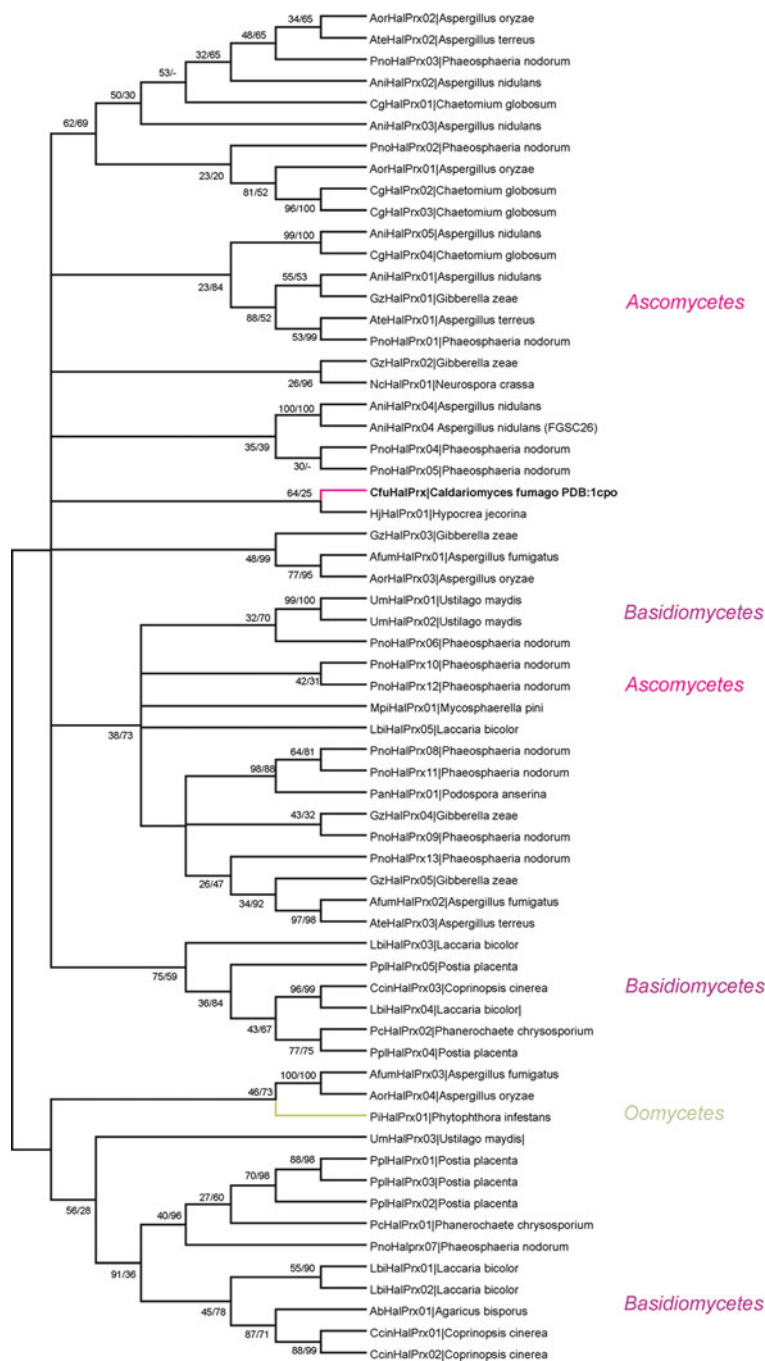 34/65
AorHalPrx02|Aspergillus oryzae
48/65
AteHalPrx02|Aspergillus terreus
32/65
PnoHalPrx03|Phaeosphaeria nodorum
53/-
AniHalPrx02|Aspergillus nidulans
50/30
CgHalPrx01|Chaetomium globosum
62/69
AniHalPrx03|Aspergillus nidulans
PnoHalPrx02|Phaeosphaeria nodorum
23/20
AorHalPrx01|Aspergillus oryzae
81/52
CgHalPrx02|Chaetomium globosum
96/100
CgHalPrx03|Chaetomium globosum
99/100
AniHalPrx05|Aspergillus nidulans
CgHalPrx04|Chaetomium globosum
23/84
55/53
AniHalPrx01|Aspergillus nidulans
GzHalPrx01|Gibberella zeae
Ascomycetes
88/52
AteHalPrx01|Aspergillus terreus
53/99
PnoHalPrx01|Phaeosphaeria nodorum
GzHalPrx02|Gibberella zeae
26/96
NcHalPrx01|Neurospora crassa
100/100
AniHalPrx04|Aspergillus nidulans
AniHalPrx04 Aspergillus nidulans (FGSC26)
35/39
PnoHalPrx04|Phaeosphaeria nodorum
30/-
PnoHalPrx05|Phaeosphaeria nodorum
64/25
CfuHalPrx|Caldariomyces fumago PDB:1cpo
HjHalPrx01|Hypocrea jecorina
GzHalPrx03|Gibberella zeae
48/99
AfumHalPrx01|Aspergillus fumigatus
77/95
AorHalPrx03|Aspergillus oryzae
99/100
UmHalPrx01|Ustilago maydis
Basidiomycetes
32/70
UmHalPrx02|Ustilago maydis
PnoHalPrx06|Phaeosphaeria nodorum
PnoHalPrx10|Phaeosphaeria nodorum
42/31
PnoHalPrx12|Phaeosphaeria nodorum
Ascomycetes
MpiHalPrx01|Mycosphaerella pini
38/73
LbiHalPrx05|Laccaria bicolor
64/81
PnoHalPrx08|Phaeosphaeria nodorum
98/88
PnoHalPrx11|Phaeosphaeria nodorum
PanHalPrx01|Podospora anserina
43/32
GzHalPrx04|Gibberella zeae
PnoHalPrx09|Phaeosphaeria nodorum
PnoHalPrx13|Phaeosphaeria nodorum
26/47
GzHalPrx05|Gibberella zeae
34/92
AfumHalPrx02|Aspergillus fumigatus
97/98
AteHalPrx03|Aspergillus terreus
LbiHalPrx03|Laccaria bicolor
75/59
PplHalPrx05|Postia placenta
36/84
96/99
CcinHalPrx03|Coprinopsis cinerea
Basidiomycetes
LbiHalPrx04|Laccaria bicolor|
43/67
PcHalPrx02|Phanerochaete chrysosporium
77/75
PplHalPrx04|Postia placenta
100/100
AfumHalPrx03|Aspergillus fumigatus
46/73
AorHalPrx04|Aspergillus oryzae
PiHalPrx01|Phytophthora infestans
Oomycetes
UmHalPrx03|Ustilago maydis|
56/28
88/98
PplHalPrx01|Postia placenta
70/98
PplHalPrx03|Postia placenta
27/60
PplHalPrx02|Postia placenta
40/96
PcHalPrx01|Phanerochaete chrysosporium
PnoHalprx07|Phaeosphaeria nodorum
91/36
55/90
LbiHalPrx01|Laccaria bicolor
LbiHalPrx02|Laccaria bicolor
45/78
AbHalPrx01|Agaricus bisporus
Basidiomycetes
87/71
CcinHalPrx01|Coprinopsis cinerea
88/99
CcinHalPrx02|Coprinopsis cinerea